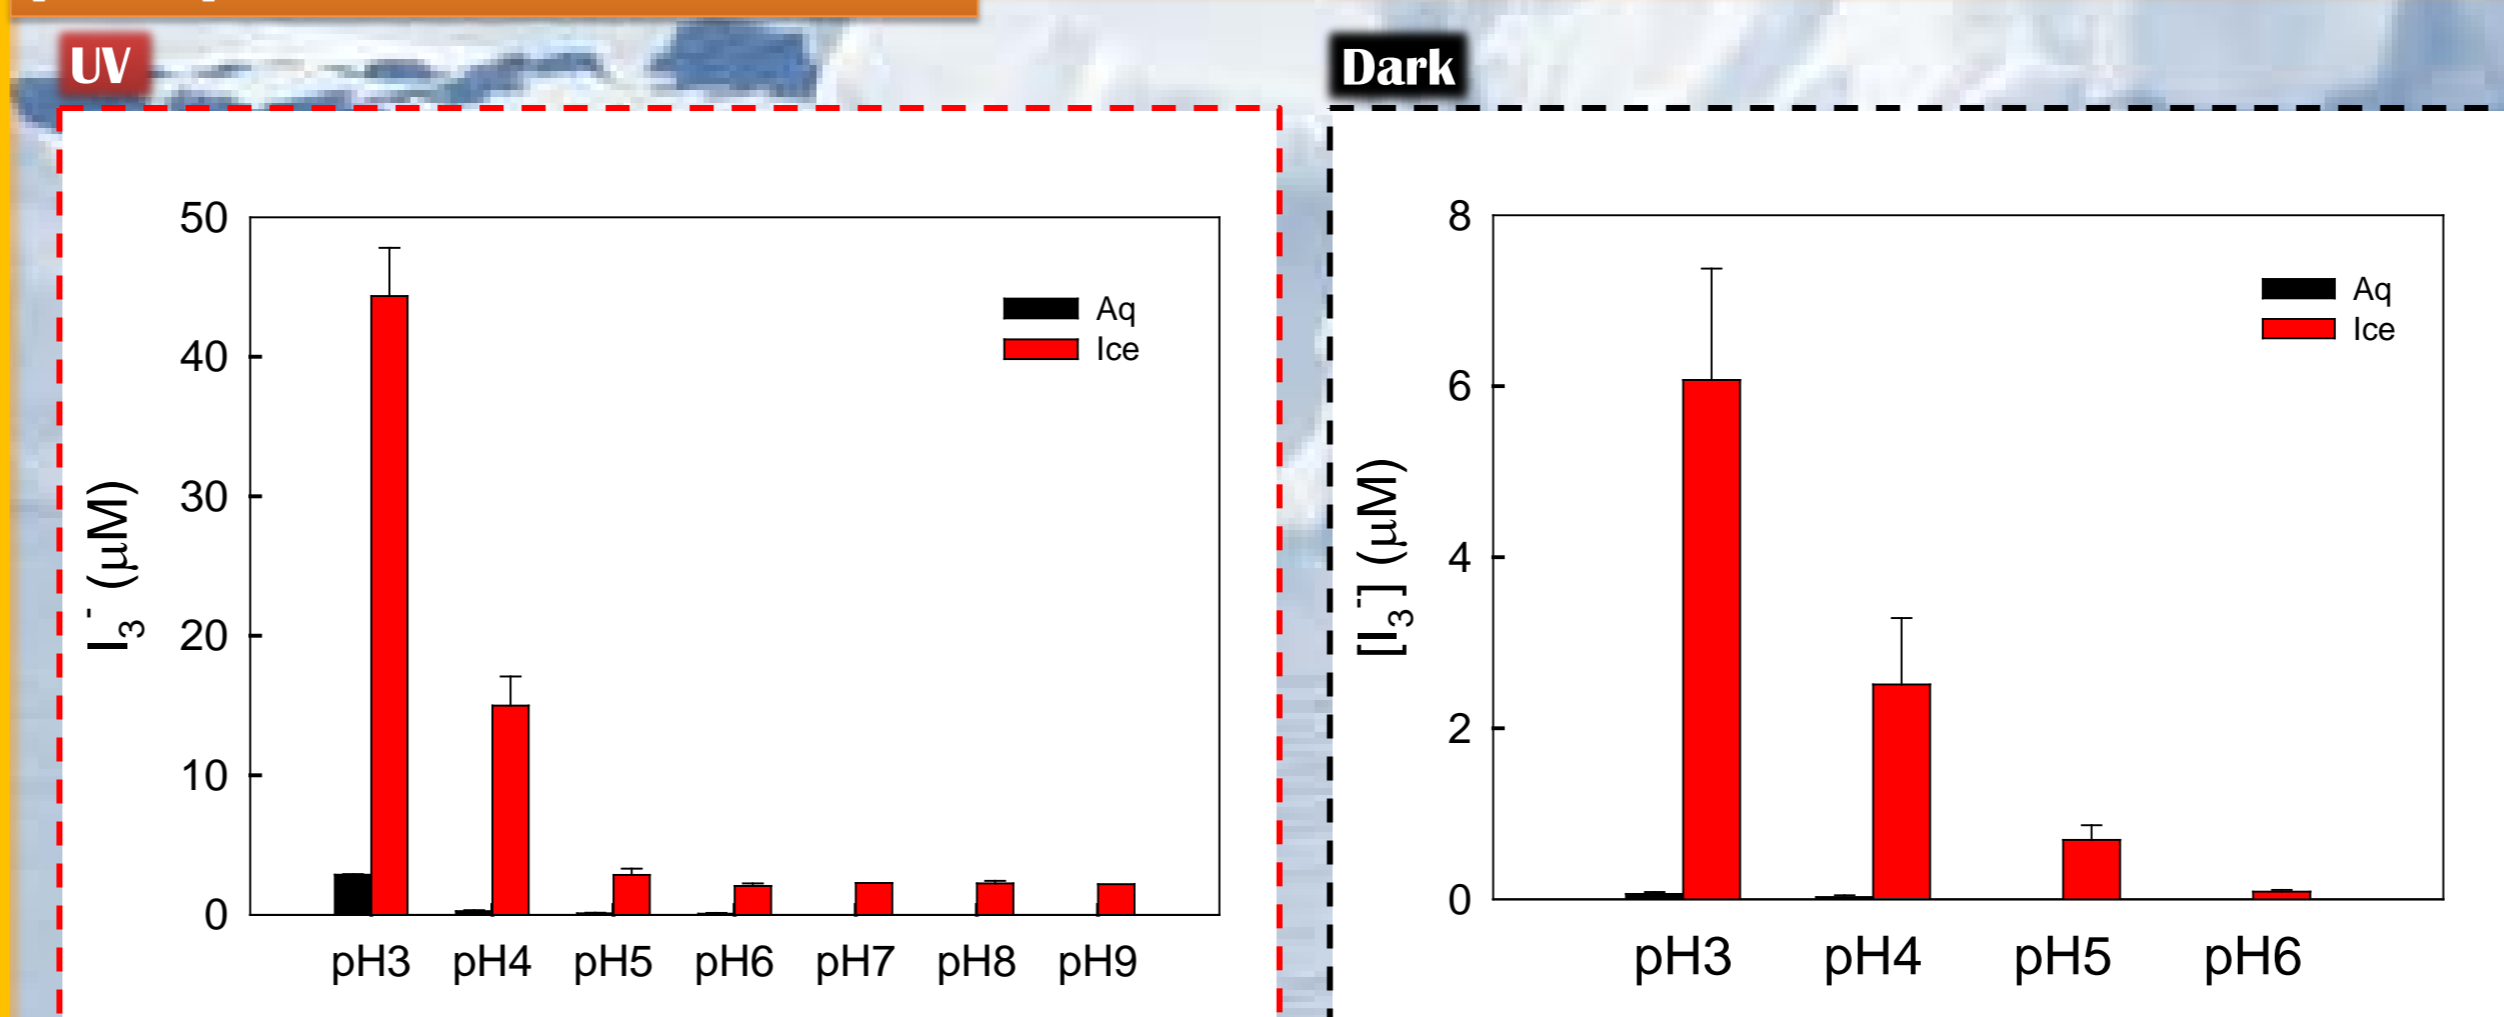 UV
Dark
I3- (µM)
50
40
30
20
10
0
Aq
Ice
pH3 pH4 pH5 pH6 pH7 pH8 pH9
[I3-] (µM)
8
6
4
2
0
Aq
Ice
pH3 pH4 pH5 pH6